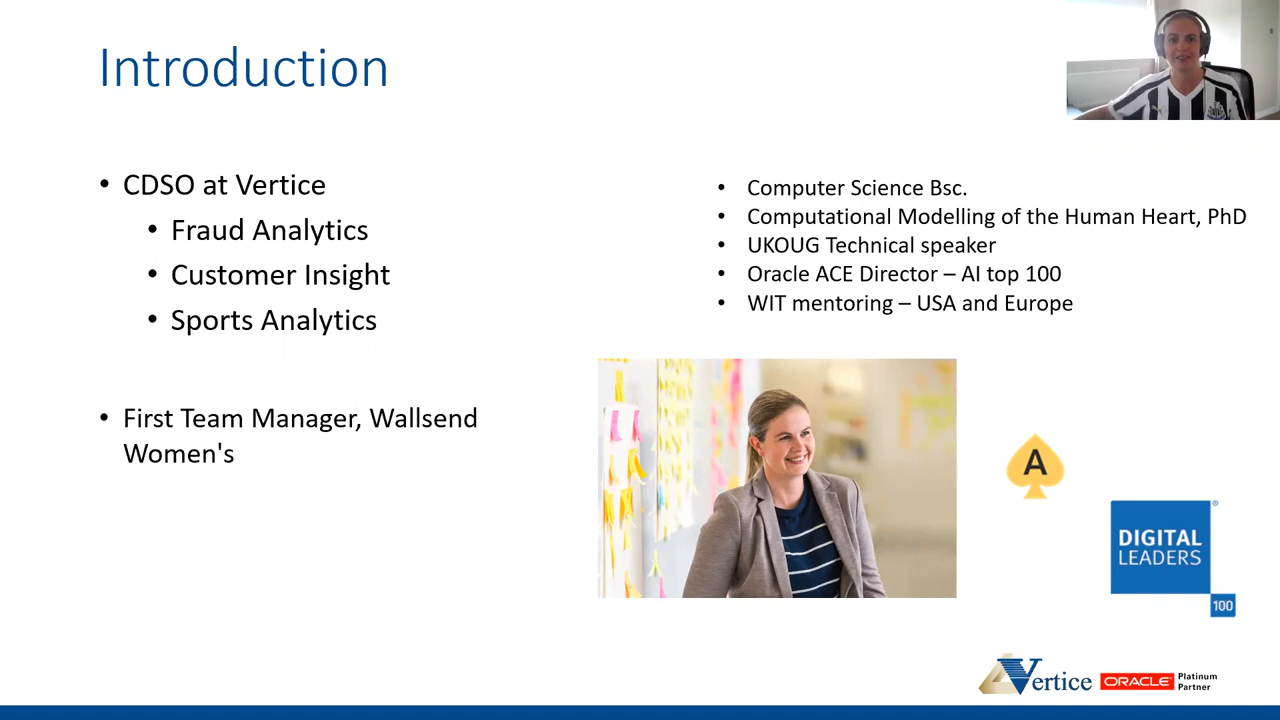 Introduction
• CDSO at Vertice
• Fraud Analytics
• Customer Insight
• Sports Analytics
• First Team Manager, Wallsend
Women's
• Computer Science Bsc.
• Computational Modelling of the Human Heart, PhD
• UKOUG Technical speaker
• Oracle ACE Director – AI top 100
• WIT mentoring – USA and Europe
A
DIGITAL
LEADERS
®
100
Vertice
ORACLE
Platinum
Partner